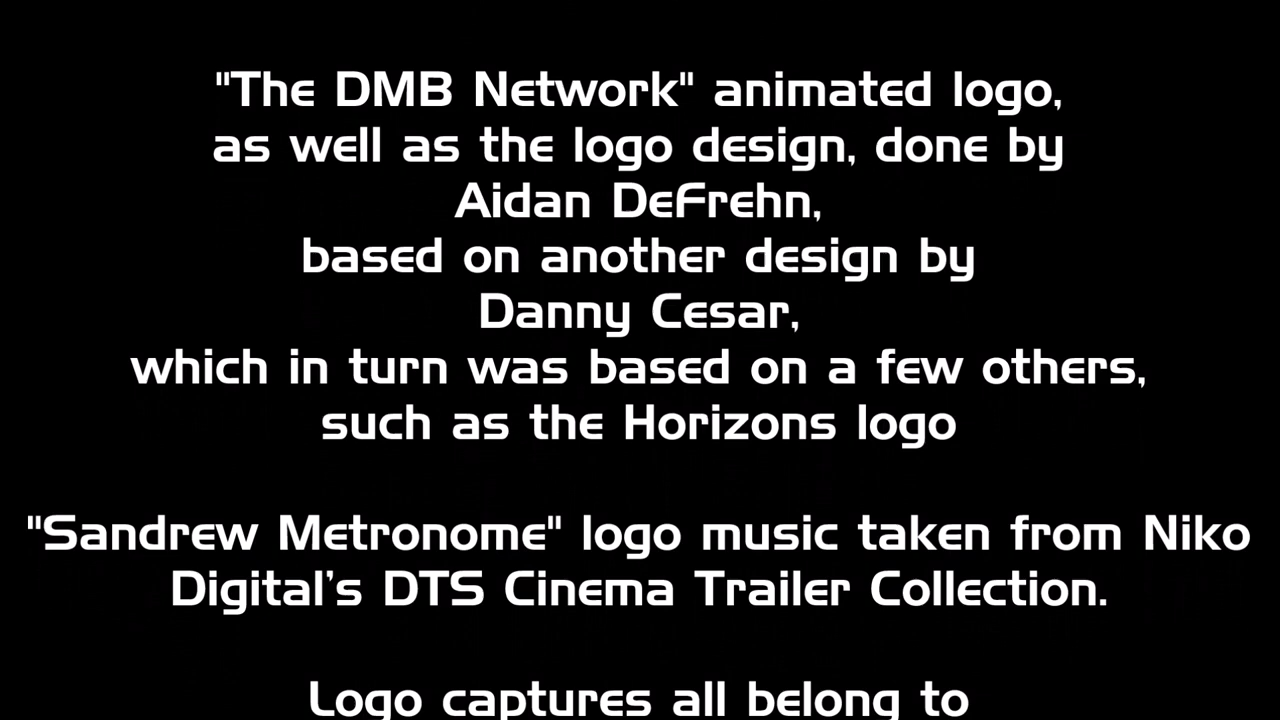 "The DMB Network" animated logo,
as well as the logo design, done by
Aidan DeFrehn,
based on another design by
Danny Cesar,
which in turn was based on a few others,
such as the Horizons logo
"Sandrew Metronome" logo music taken from Niko
Digital’s DTS Cinema Trailer Collection.
Logo captures all belong to